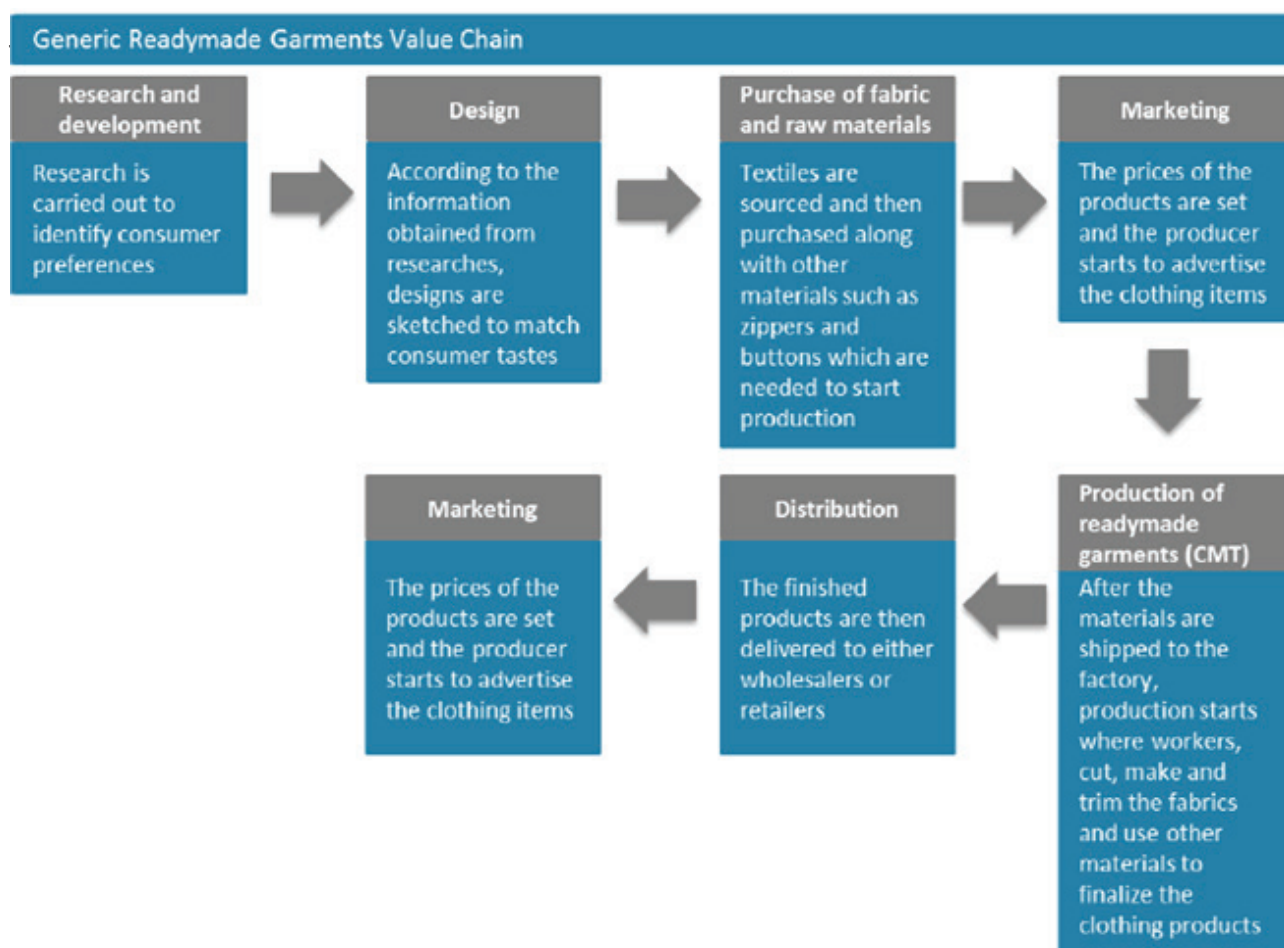 Generic Readymade Garments Value Chain
Research and
development
Research is
carried out to
identify consumer
preferences
Design
According to the
information
obtained from
researches,
designs are
sketched to match
consumer tastes
Purchase of fabric
and raw materials
Textiles are
sourced and then
purchased along
with other
materials such as
zippers and
buttons which are
needed to start
production
Marketing
The prices of the
products are set
and the producer
starts to advertise
the clothing items
Production of
readymade
garments (CMT)
After the
materials are
shipped to the
factory,
production starts
where workers,
cut, make and
trim the fabrics
and use other
materials to
finalize the
clothing products
Distribution
The finished
products are then
delivered to either
wholesalers or
retailers
Marketing
The prices of the
products are set
and the producer
starts to advertise
the clothing items